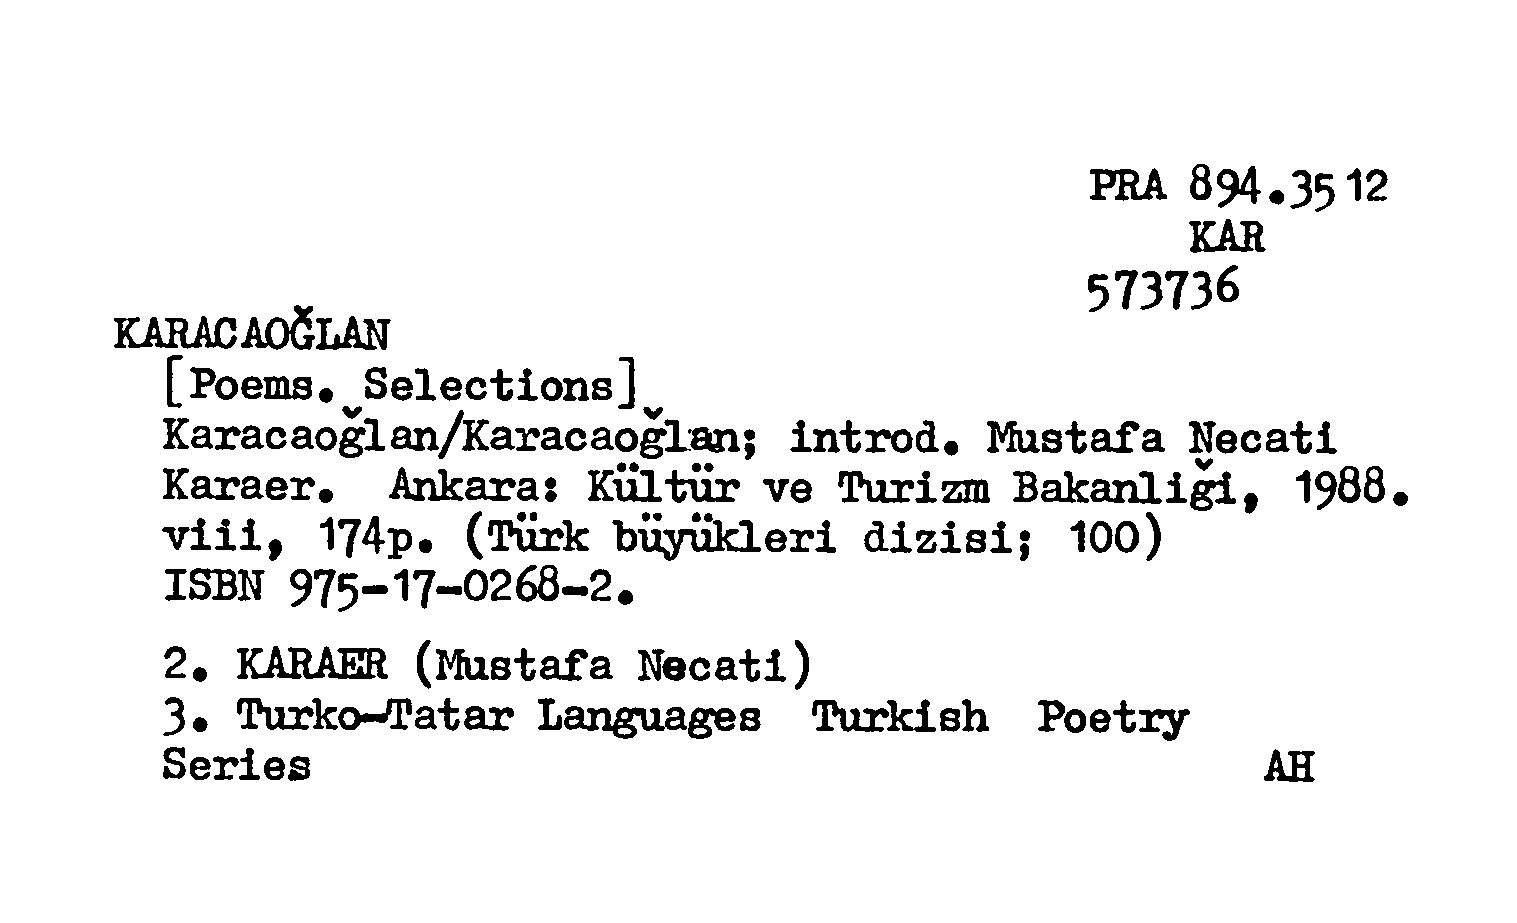 PRA 894.3512
KAR
573736
KARACAOĞLAN
[Poems. Selections]
Karacaoğlan/Karacaoğlan; introd. Mustafa Necati
Karaer. Ankara: Kültür ve Turizm Bakanliği, 1988.
viii, 174p. (Türk büyükleri dizisi; 100)
ISBN 975-17-0268-2.
2. KARAER (Mustafa Necati)
3. Turko-Tatar Languages Turkish Poetry
Series AH